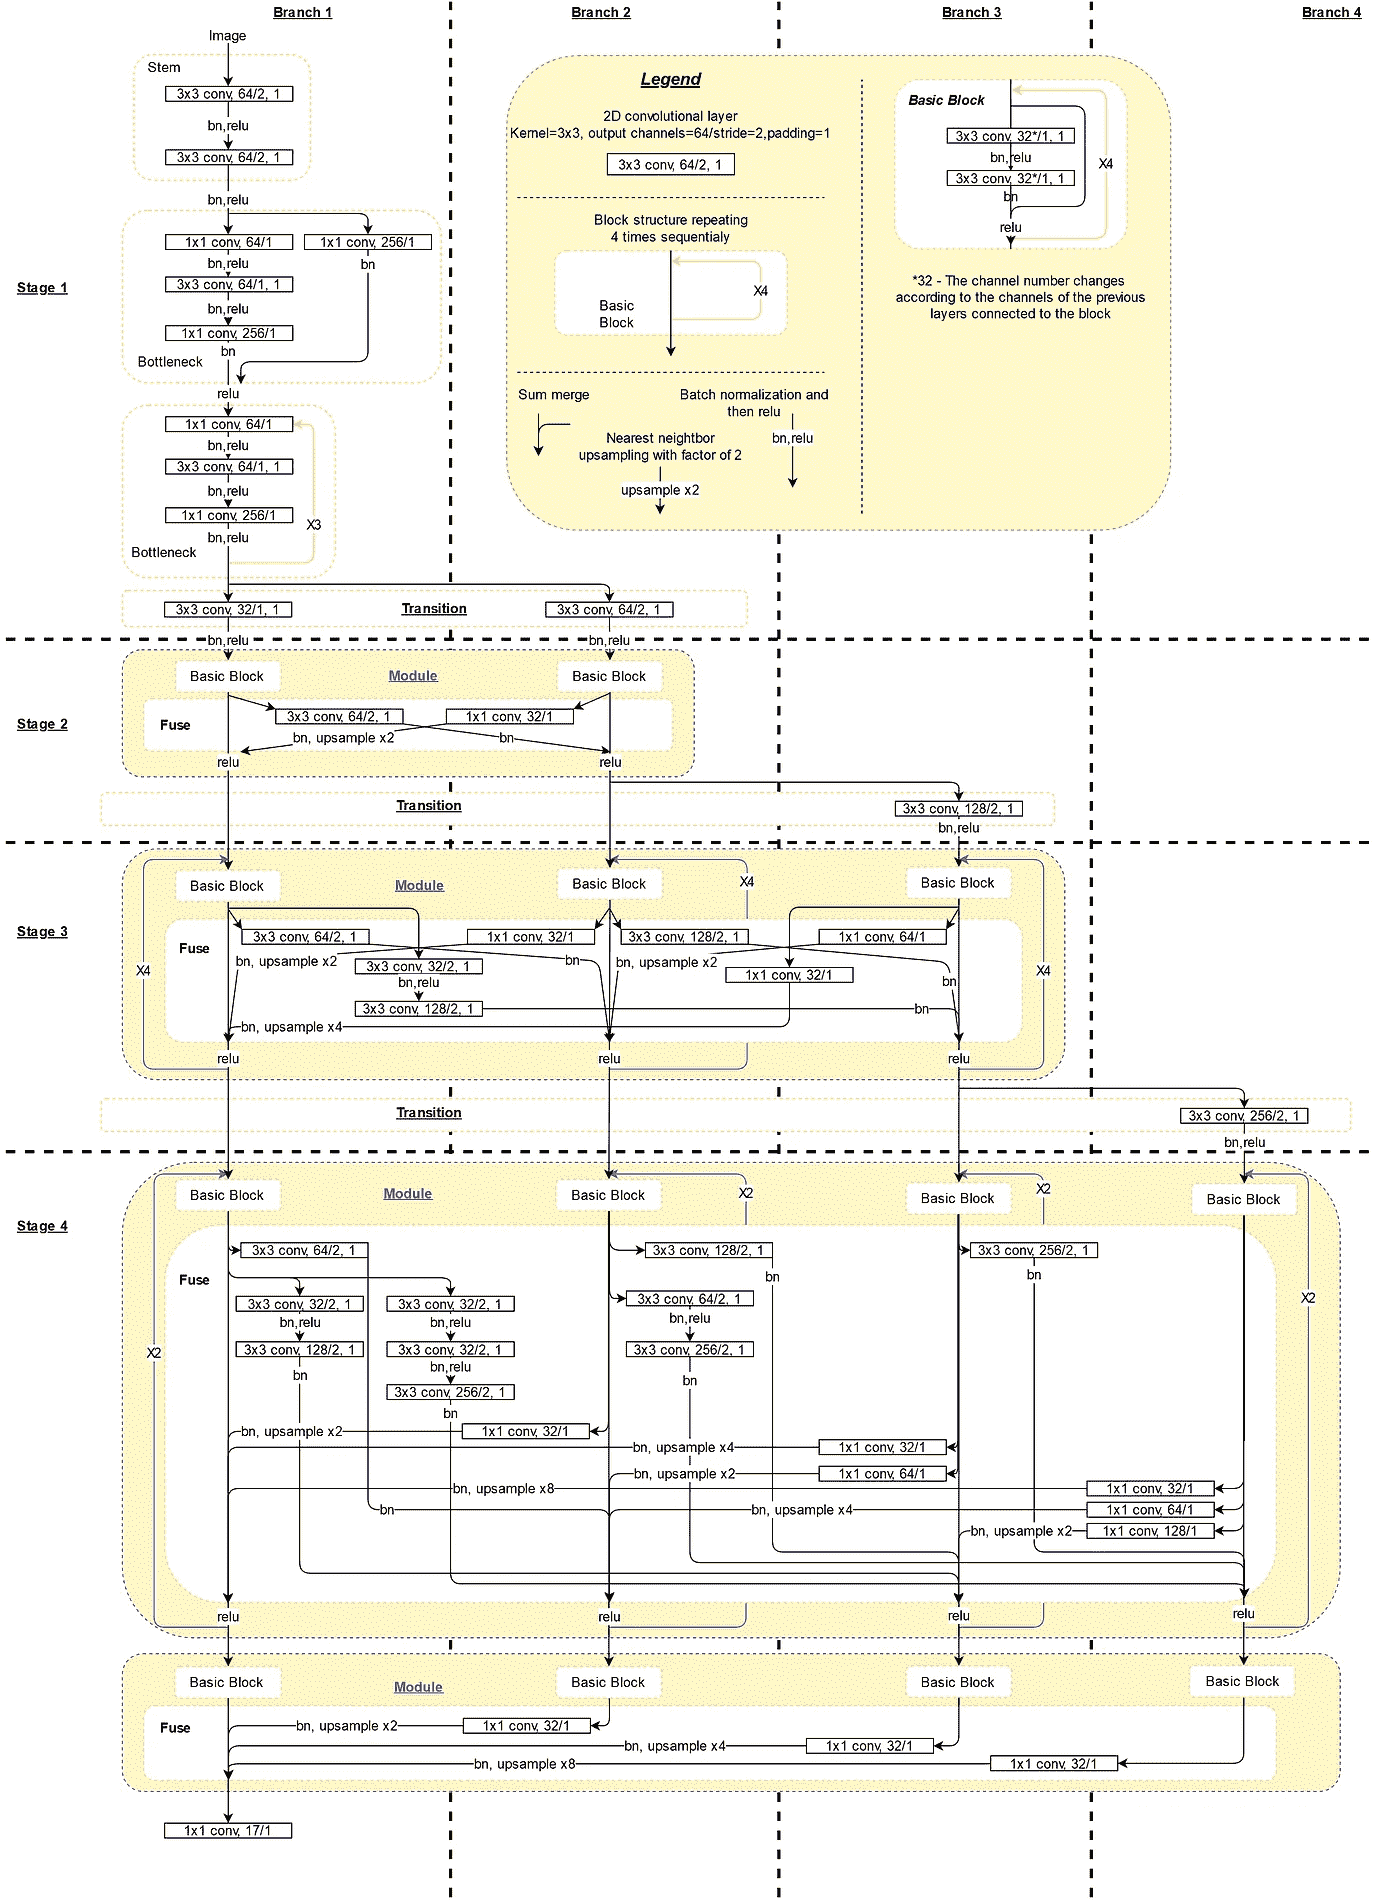 Branch 1
Branch 2
Branch 3
Branch 4
Image
Stem
3x3 conv, 64/2, 1
bn,relu
3x3 conv, 64/2, 1
bn,relu
Legend
2D convolutional layer
Kernel=3x3, output channels=64/stride=2,padding=1
3x3 conv, 64/2, 1
Block structure repeating
4 times sequentialy
Basic
Block
X4
Sum merge
Batch normalization and
then relu
bn,relu
Nearest neightbor
upsampling with factor of 2
upsample x2
Basic Block
3x3 conv, 32*/1, 1
bn,relu
3x3 conv, 32*/1, 1
bn
relu
X4
*32 - The channel number changes
according to the channels of the previous
layers connected to the block
Stage 1
1x1 conv, 64/1
1x1 conv, 256/1
bn,relu
bn
3x3 conv, 64/1, 1
bn,relu
1x1 conv, 256/1
bn
Bottleneck
relu
1x1 conv, 64/1
bn,relu
3x3 conv, 64/1, 1
bn,relu
1x1 conv, 256/1
X3
bn,relu
Bottleneck
3x3 conv, 32/1, 1
Transition
3x3 conv, 64/2, 1
bn,relu
bn,relu
Stage 2
Basic Block
Module
Basic Block
Fuse
3x3 conv, 64/2, 1
1x1 conv, 32/1
bn, upsample x2
bn
relu
relu
Transition
3x3 conv, 128/2, 1
bn,relu
Stage 3
Basic Block
Module
Basic Block
X4
Basic Block
Fuse
3x3 conv, 64/2, 1
1x1 conv, 32/1
3x3 conv, 128/2, 1
1x1 conv, 64/1
bn, upsample x2
3x3 conv, 32/2, 1
bn
bn, upsample x2
1x1 conv, 32/1
bn
X4
X4
bn,relu
3x3 conv, 128/2, 1
bn
bn, upsample x4
relu
relu
relu
Transition
3x3 conv, 256/2, 1
bn,relu
Stage 4
Basic Block
Module
Basic Block
X2
Basic Block
X2
Basic Block
Fuse
3x3 conv, 64/2, 1
3x3 conv, 128/2, 1
3x3 conv, 256/2, 1
bn
bn
3x3 conv, 32/2, 1
3x3 conv, 32/2, 1
3x3 conv, 64/2, 1
X2
bn,relu
bn,relu
bn,relu
X2
3x3 conv, 128/2, 1
3x3 conv, 32/2, 1
3x3 conv, 256/2, 1
bn
bn,relu
bn
3x3 conv, 256/2, 1
bn
bn, upsample x2
1x1 conv, 32/1
bn, upsample x4
1x1 conv, 32/1
bn, upsample x2
1x1 conv, 64/1
bn, upsample x8
1x1 conv, 32/1
bn
bn, upsample x4
1x1 conv, 64/1
bn, upsample x2
1x1 conv, 128/1
relu
relu
relu
relu
Basic Block
Module
Basic Block
Basic Block
Basic Block
Fuse
bn, upsample x2
1x1 conv, 32/1
bn, upsample x4
1x1 conv, 32/1
bn, upsample x8
1x1 conv, 32/1
1x1 conv, 17/1